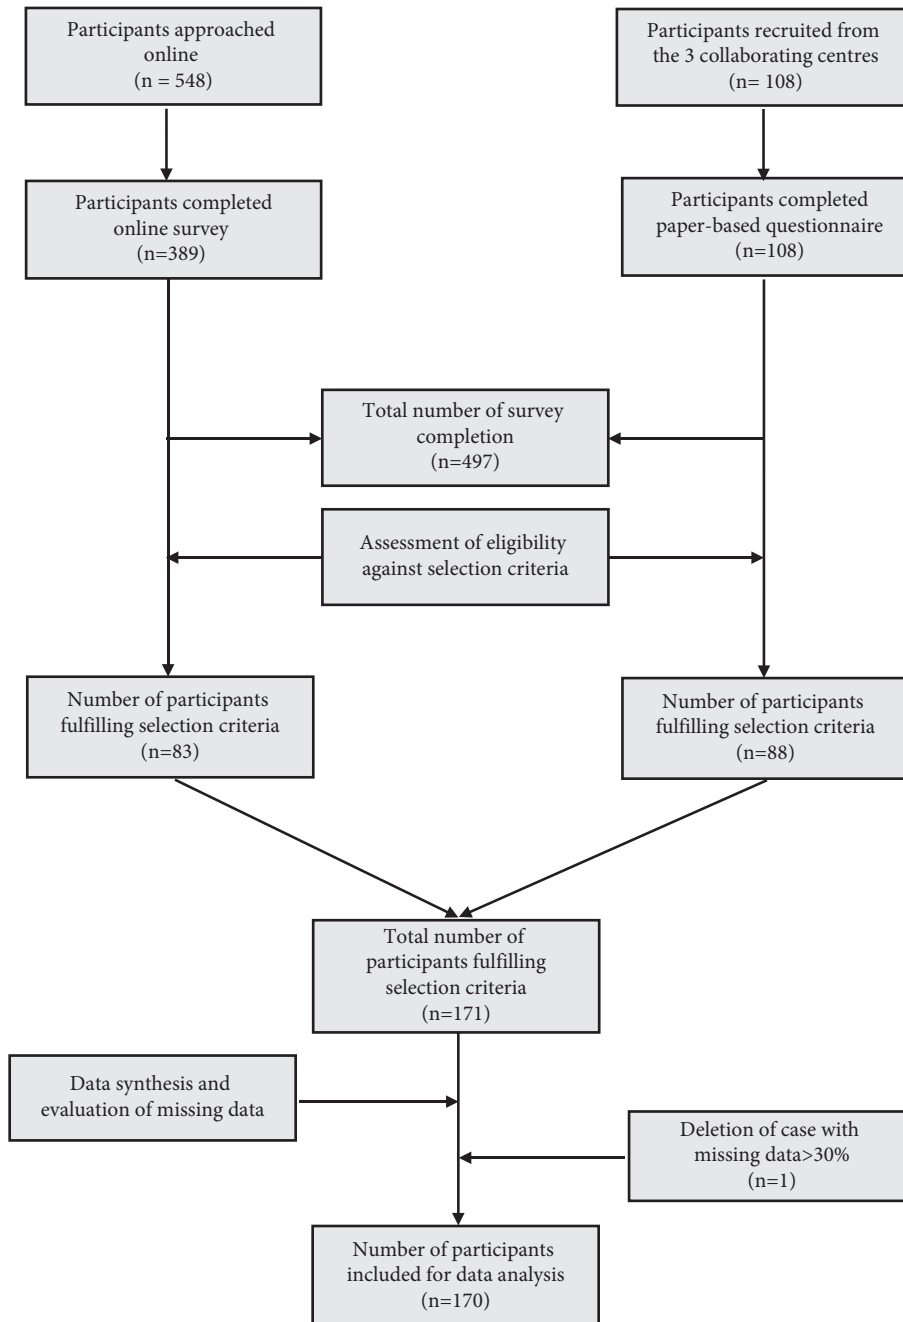 Participants approached
online
(n = 548)
Participants recruited from
the 3 collaborating centres
(n= 108)
Participants completed
online survey
(n=389)
Participants completed
paper-based questionnaire
(n=108)
Total number of survey
completion
(n=497)
Assessment of eligibility
against selection criteria
Number of participants
fulfilling selection criteria
(n=83)
Number of participants
fulfilling selection criteria
(n=88)
Total number of
participants fulfilling
selection criteria
(n=171)
Data synthesis and
evaluation of missing data
Deletion of case with
missing data>30%
(n=1)
Number of participants
included for data analysis
(n=170)